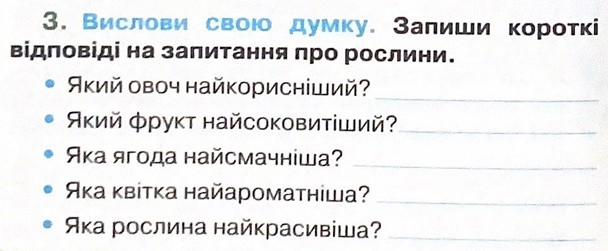 3. Вислови свою думку. Запиши короткі
відповіді на запитання про рослини.
• Який овоч найкорисніший?
• Який фрукт найсоковитіший?
• Яка ягода найсмачніша?
• Яка квітка найароматніша?
• Яка рослина найкрасивіша?